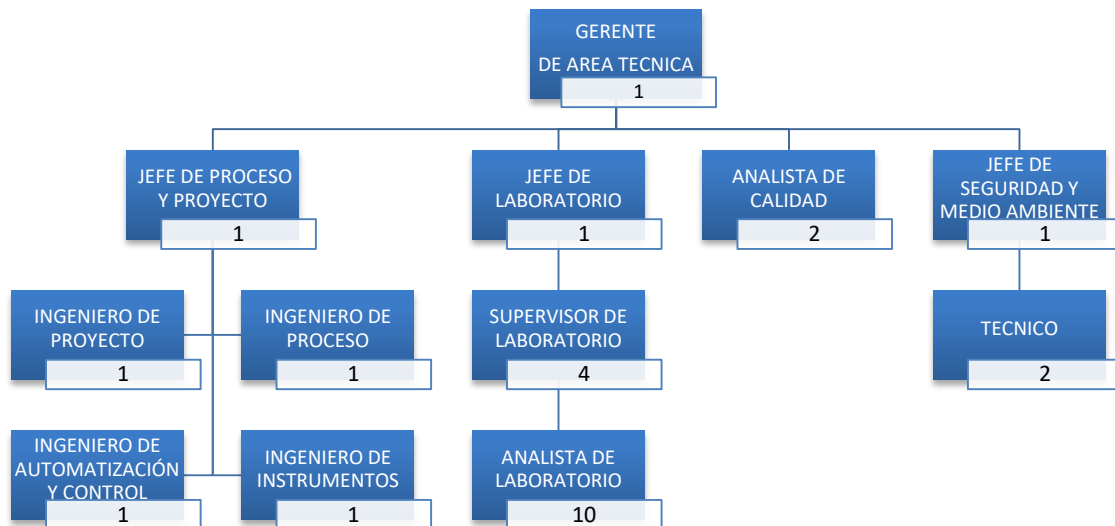 GERENTE
DE AREA TECNICA
1
JEFE DE PROCESO
Y PROYECTO
1
JEFE DE
LABORATORIO
1
ANALISTA DE
CALIDAD
2
JEFE DE
SEGURIDAD Y
MEDIO AMBIENTE
1
INGENIERO DE
PROYECTO
1
INGENIERO DE
PROCESO
1
SUPERVISOR DE
LABORATORIO
4
TECNICO
2
INGENIERO DE
AUTOMATIZACIÓN
Y CONTROL
1
INGENIERO DE
INSTRUMENTOS
1
ANALISTA DE
LABORATORIO
10